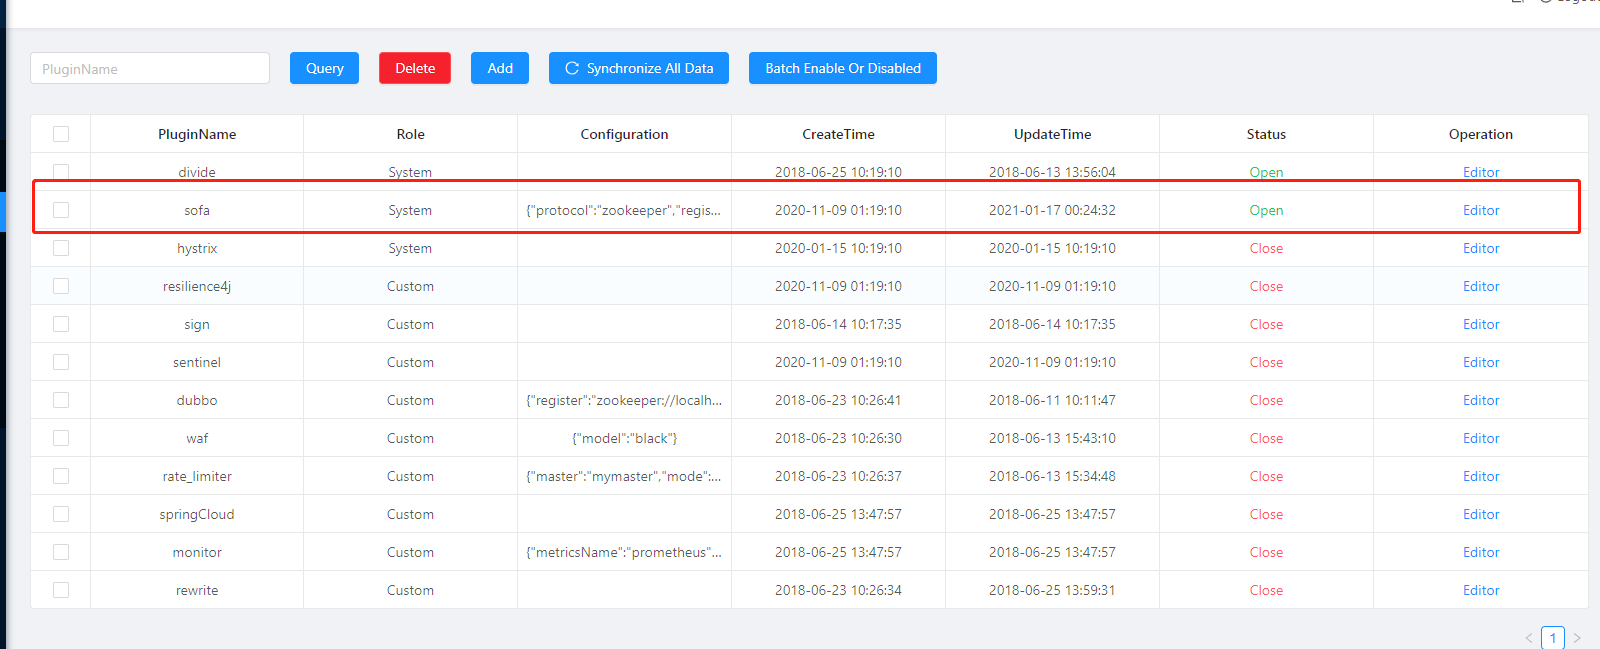 PluginName Query Delete Add Synchronize All Data Batch Enable Or Disabled
PluginName Role Configuration CreateTime UpdateTime Status Operation
divide System 2018-06-25 10:19:10 2018-06-13 13:56:04 Open Editor
sofa System {"protocol":"zookeeper","regis... 2020-11-09 01:19:10 2021-01-17 00:24:32 Open Editor
hystrix System 2020-01-15 10:19:10 2020-01-15 10:19:10 Close Editor
resilience4j Custom 2020-11-09 01:19:10 2020-11-09 01:19:10 Close Editor
sign Custom 2018-06-14 10:17:35 2018-06-14 10:17:35 Close Editor
sentinel Custom 2020-11-09 01:19:10 2020-11-09 01:19:10 Close Editor
dubbo Custom {"register":"zookeeper://localh... 2018-06-23 10:26:41 2018-06-11 10:11:47 Close Editor
waf Custom {"model":"black"} 2018-06-23 10:26:30 2018-06-13 15:43:10 Close Editor
rate_limiter Custom {"master":"mymaster","mode":... 2018-06-23 10:26:37 2018-06-13 15:34:48 Close Editor
springCloud Custom 2018-06-25 13:47:57 2018-06-25 13:47:57 Close Editor
monitor Custom {"metricsName":"prometheus"... 2018-06-25 13:47:57 2018-06-25 13:47:57 Close Editor
rewrite Custom 2018-06-23 10:26:34 2018-06-25 13:59:31 Close Editor
< 1 >